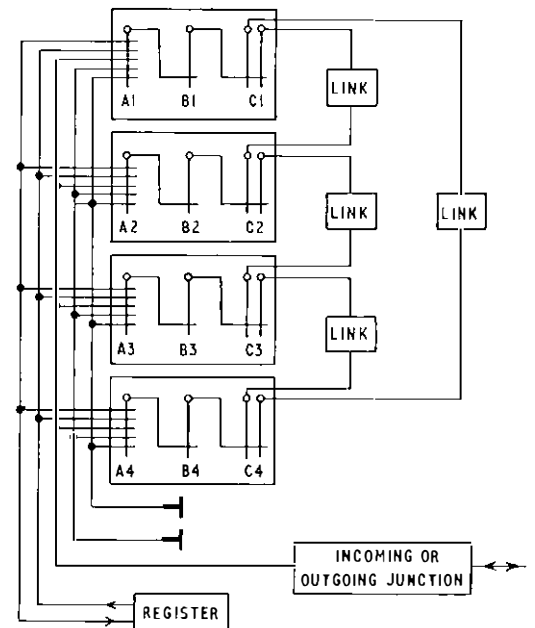 A1 B1 C1
LINK
A2 B2 C2
LINK
LINK
A3 B3 C3
LINK
A4 B4 C4
INCOMING OR
OUTGOING JUNCTION
REGISTER